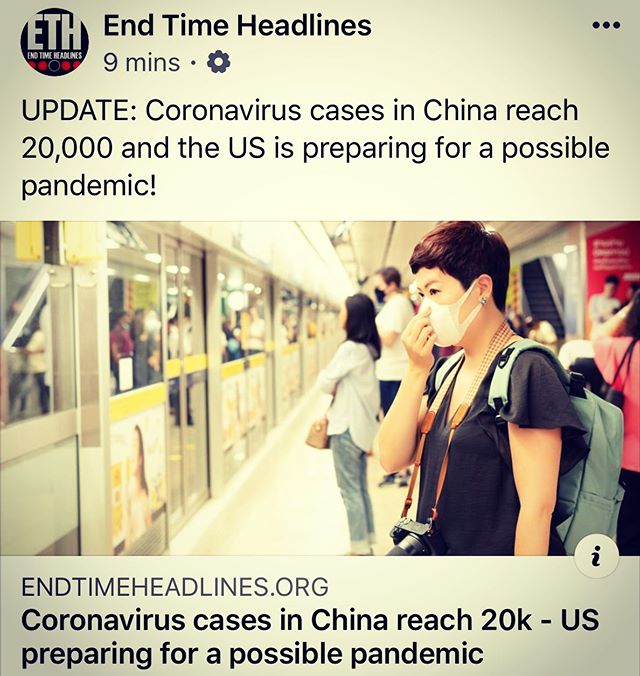 ETH
END TIME HEADLINES
End Time Headlines
9 mins ·
UPDATE: Coronavirus cases in China reach
20,000 and the US is preparing for a possible
pandemic!
i
ENDTIMEHEADLINES.ORG
Coronavirus cases in China reach 20k - US
preparing for a possible pandemic